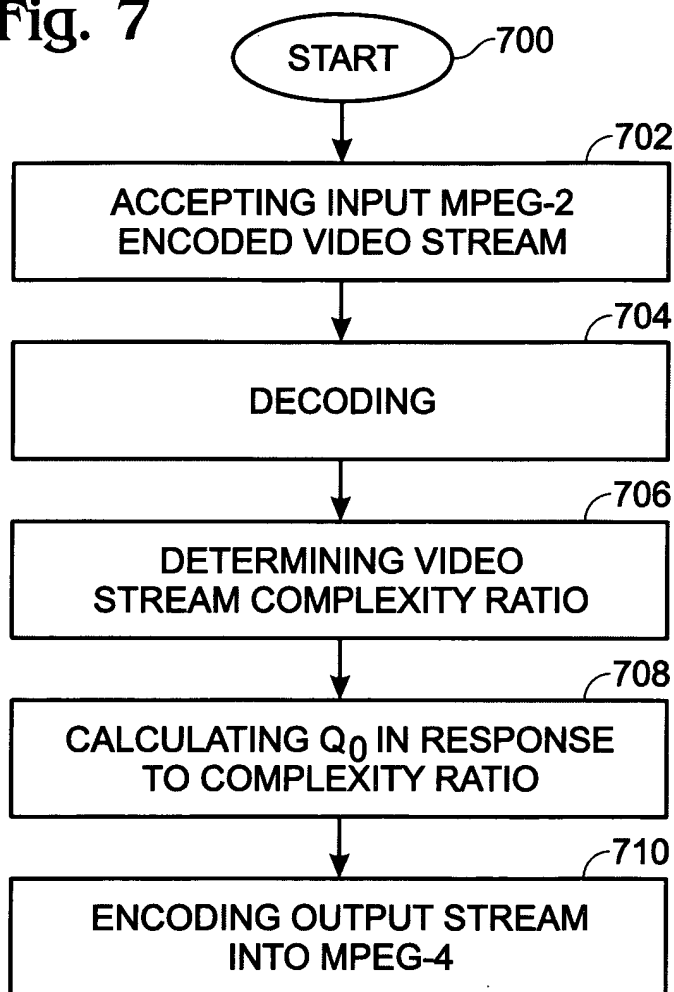 Fig. 7
START
700
702
ACCEPTING INPUT MPEG-2
ENCODED VIDEO STREAM
704
DECODING
706
DETERMINING VIDEO
STREAM COMPLEXITY RATIO
708
CALCULATING Q0 IN RESPONSE
TO COMPLEXITY RATIO
710
ENCODING OUTPUT STREAM
INTO MPEG-4